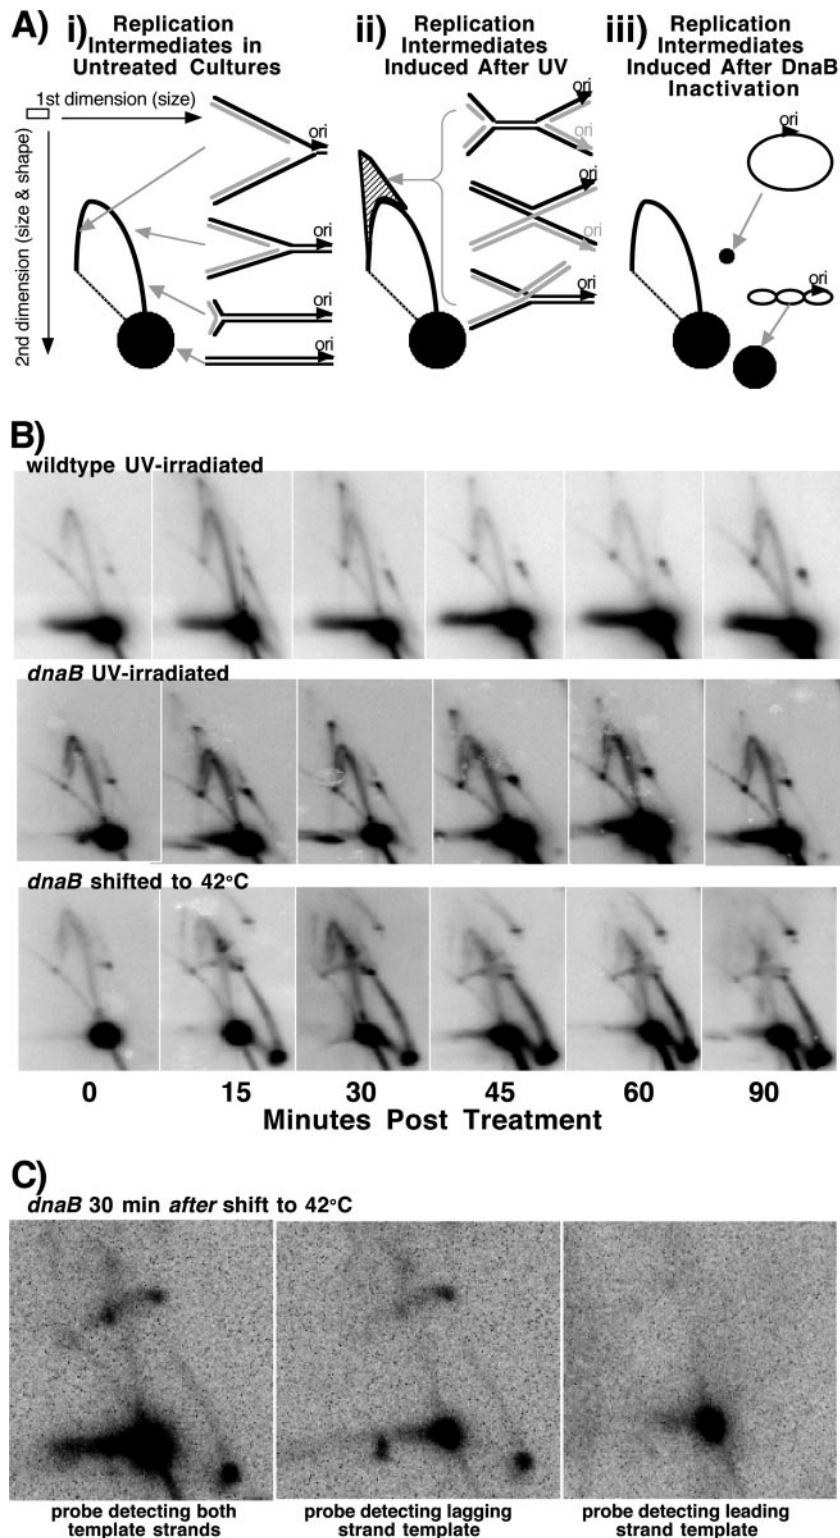 A)
i) Replication
Intermediates in
Untreated Cultures
ii) Replication
Intermediates
Induced After UV
iii) Replication
Intermediates
Induced After DnaB
Inactivation
1st dimension (size)
2nd dimension (size & shape)
ori
ori
ori
ori
ori
ori
ori
ori
ori
ori
ori
B)
wildtype UV-irradiated
dnaB UV-irradiated
dnaB shifted to 42°C
0 15 30 45 60 90
Minutes Post Treatment
C)
dnaB 30 min after shift to 42°C
probe detecting both
template strands
probe detecting lagging
strand template
probe detecting leading
strand template